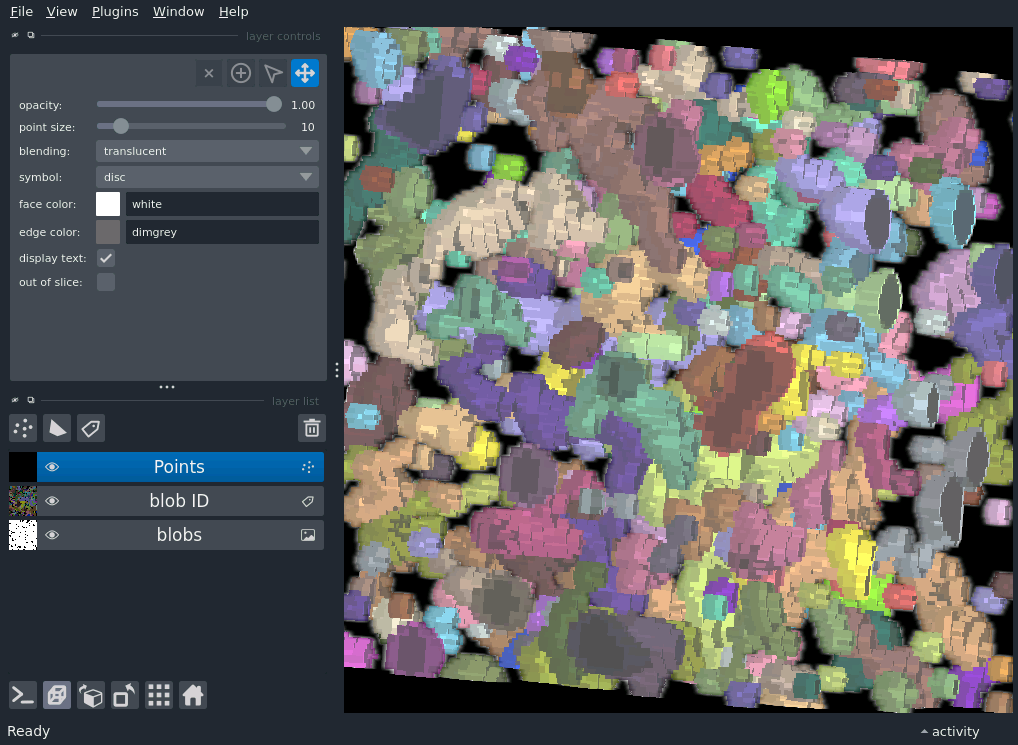 File View Plugins Window Help
layer controls
opacity: 1.00
point size: 10
blending: translucent
symbol: disc
face color: white
edge color: dimgrey
display text:
out of slice:
layer list
Points
blob ID
blobs
Ready
activity